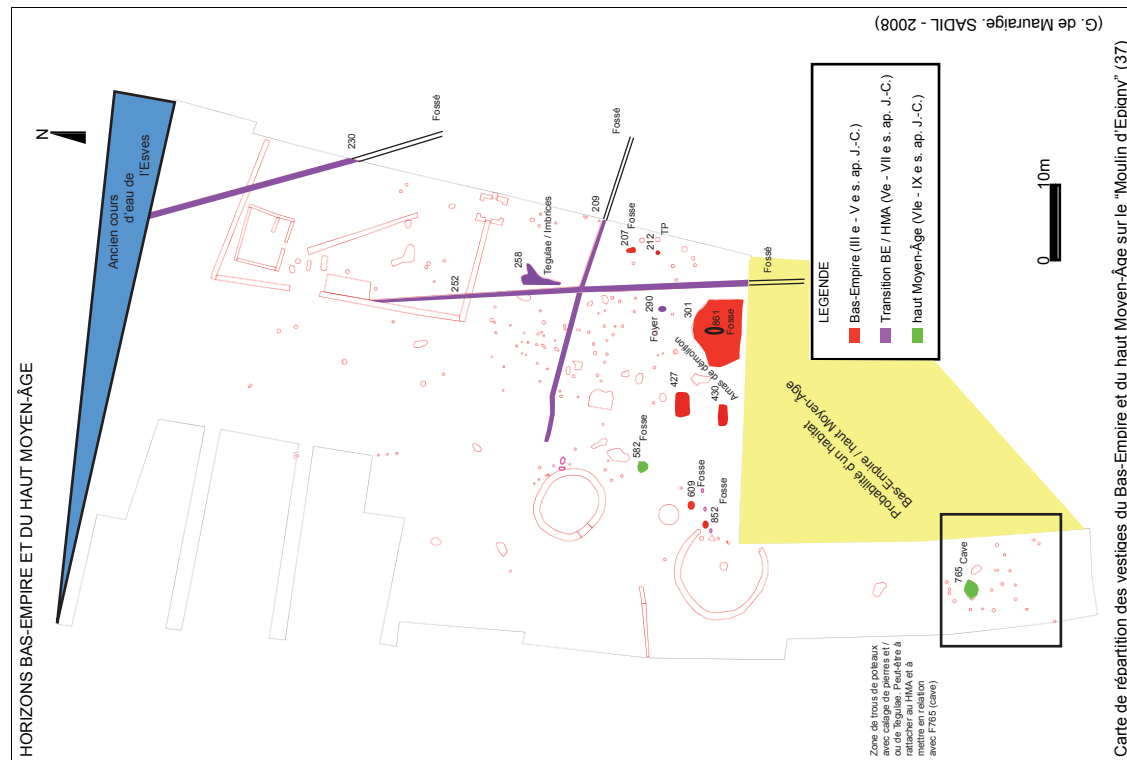 HORIZONS BAS-EMPIRE ET DU HAUT MOYEN-ÂGE
(G. de Mauraige. SADIL - 2008)
N
Ancien cours
d'eau de
l'Esves
230
Fossé
Fossé
209
258
Tegulae / Imbrices
252
207
Fosse
212
TP
Fossé
290
Foyer
301
861
Fosse
Amas de démolition
427
430
582
Fosse
609
Fosse
852
Fosse
Probabilité d'un habitat
Bas-Empire / haut Moyen-Âge
765 Cave
Zone de trous de poteaux
avec calage de pierres et /
ou de Tegulae. Peut-être à
rattacher au HMA et à
mettre en relation
avec F765 (cave)
LEGENDE
Bas-Empire (III e - V e s. ap. J.-C.)
Transition BE / HMA (Ve - VII e s. ap. J.-C.)
haut Moyen-Âge (VIe - IX e s. ap. J.-C.)
0
10m
Carte de répartition des vestiges du Bas-Empire et du haut Moyen-Âge sur le "Moulin d'Epigny" (37)